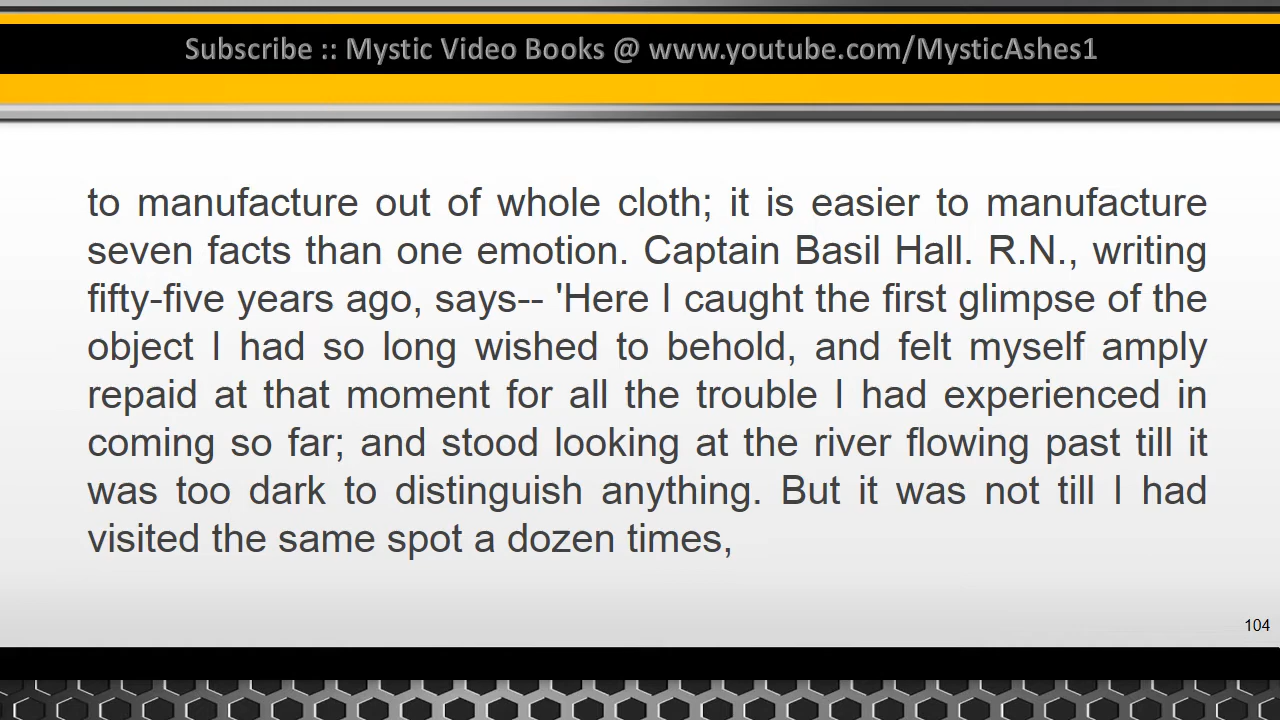 Subscribe :: Mystic Video Books @ www.youtube.com/MysticAshes1
to manufacture out of whole cloth; it is easier to manufacture
seven facts than one emotion. Captain Basil Hall. R.N., writing
fifty-five years ago, says-- 'Here I caught the first glimpse of the
object I had so long wished to behold, and felt myself amply
repaid at that moment for all the trouble I had experienced in
coming so far; and stood looking at the river flowing past till it
was too dark to distinguish anything. But it was not till I had
visited the same spot a dozen times,
104